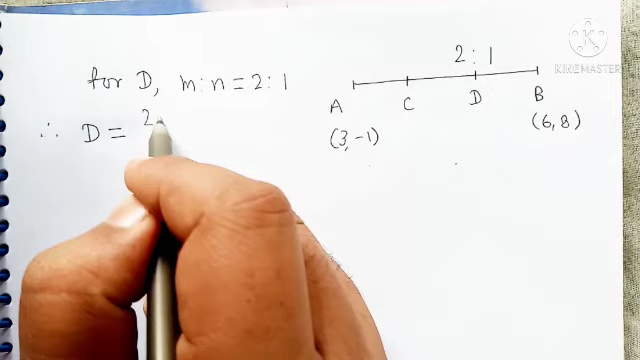 2 : 1
for D, m:n = 2:1
A C D B
(3, -1) (6, 8)
∴ D = 2
KINEMASTER